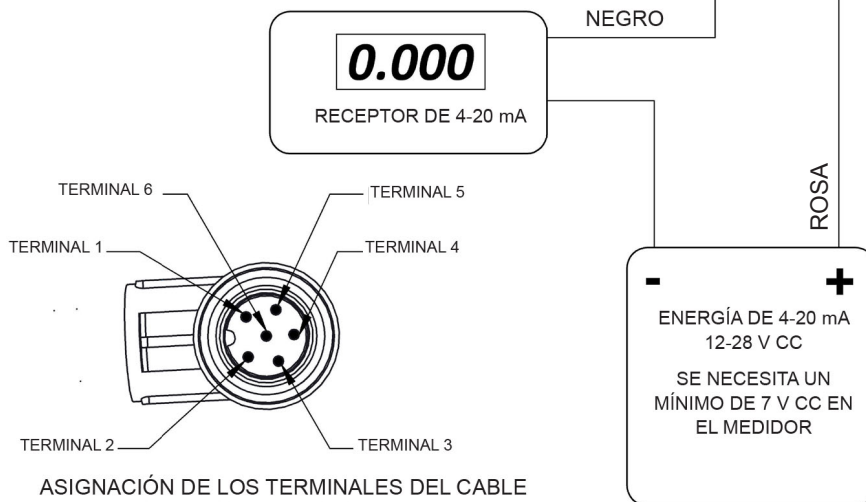 NEGRO
0.000
RECEPTOR DE 4-20 mA
TERMINAL 6
TERMINAL 5
TERMINAL 1
TERMINAL 4
ROSA
- +
ENERGÍA DE 4-20 mA
12-28 V CC
SE NECESITA UN
MÍNIMO DE 7 V CC EN
EL MEDIDOR
TERMINAL 2
TERMINAL 3
ASIGNACIÓN DE LOS TERMINALES DEL CABLE